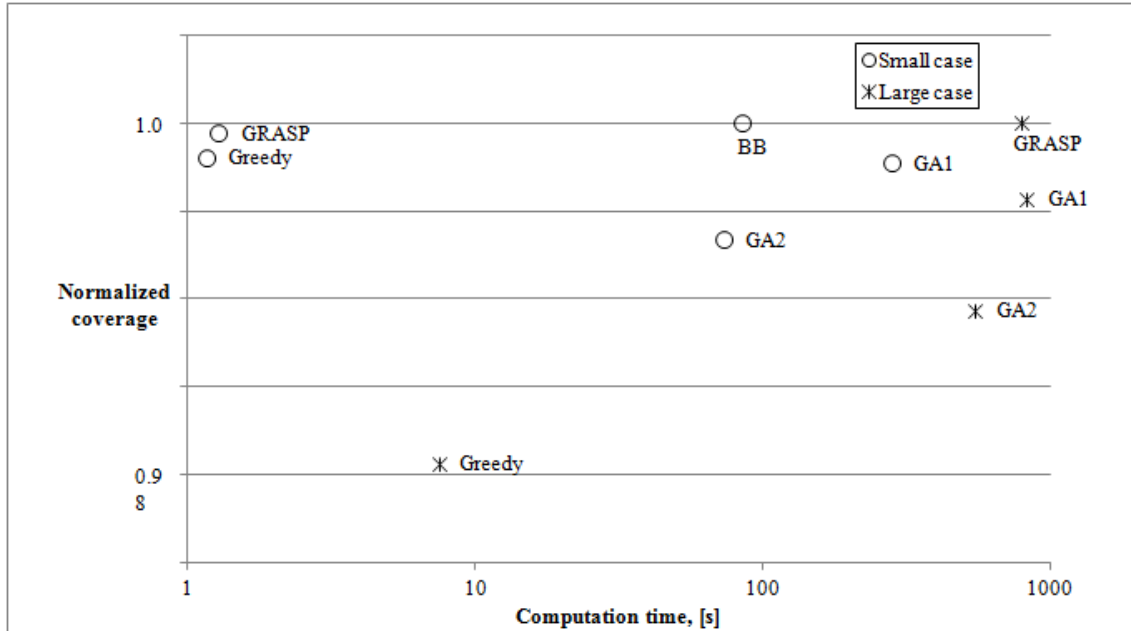 Small case
Large case
1.0
GRASP
Greedy
BB
GRASP
GA1
GA1
GA2
Normalized
coverage
GA2
Greedy
0.9
8
1
10
100
1000
Computation time, [s]